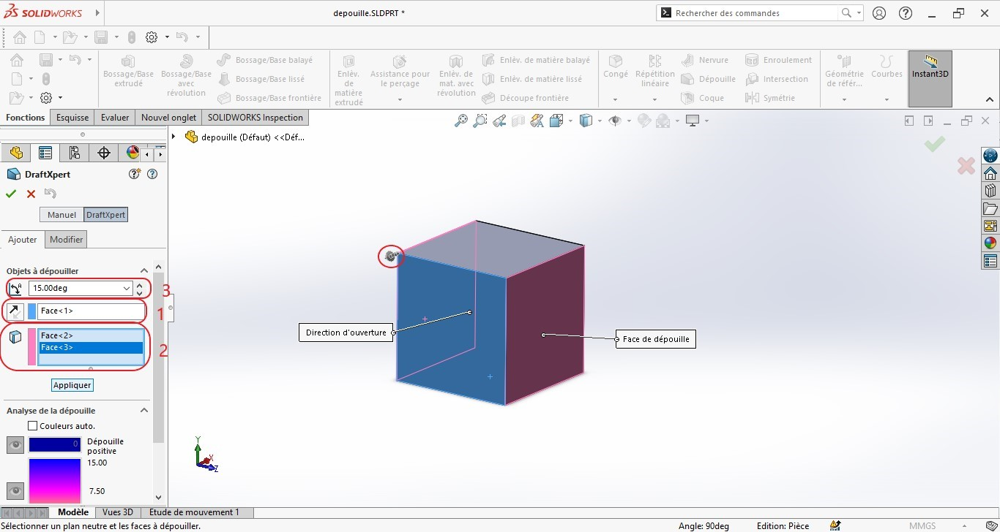 SOLIDWORKS
depouille.SLDPRT *
Rechercher des commandes
Bossage/Base extrudé
Bossage/Base avec révolution
Bossage/Base balayé
Bossage/Base lissé
Bossage/Base frontière
Enlèv. de matière extrudé
Assistance pour le perçage
Enlèv. de mat. avec révolution
Enlèv. de matière balayé
Enlèv. de matière lissé
Découpe frontière
Congé
Répétition linéaire
Nervure
Dépouille
Coque
Enroulement
Intersection
Symétrie
Géométrie de référ...
Courbes
Instant3D
Fonctions
Esquisse
Evaluer
Nouvel onglet
SOLIDWORKS Inspection
depouille (Défaut) <<Déf...
DraftXpert
Manuel
DraftXpert
Ajouter
Modifier
Objets à dépouiller
15.00deg
3
Face<1>
1
Face<2>
Face<3>
2
Appliquer
Analyse de la dépouille
Couleurs auto.
0
Dépouille positive
15.00
7.50
Direction d'ouverture
Face de dépouille
Y
X
Z
Modèle
Vues 3D
Etude de mouvement 1
Sélectionner un plan neutre et les faces à dépouiller.
Angle: 90deg
Edition: Pièce
MMGS